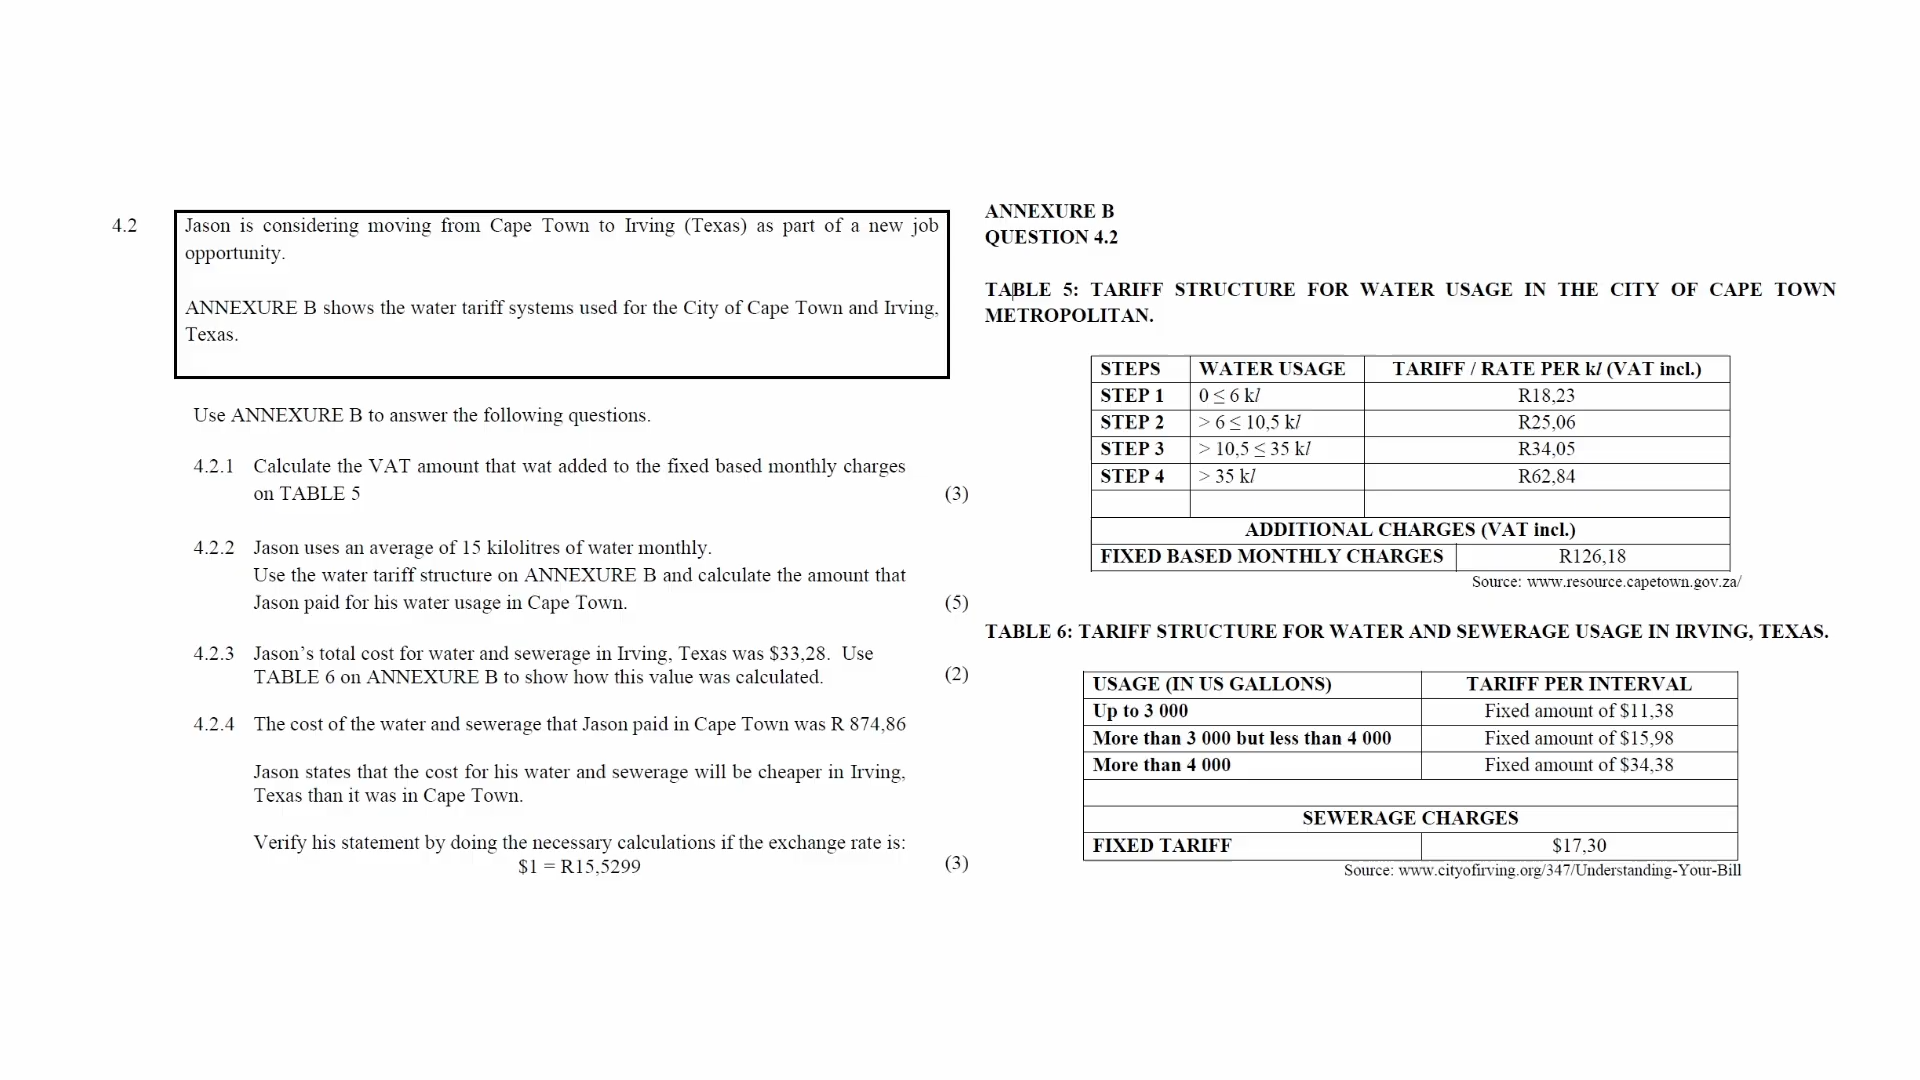 4.2 Jason is considering moving from Cape Town to Irving (Texas) as part of a new job
opportunity.
ANNEXURE B shows the water tariff systems used for the City of Cape Town and Irving,
Texas.
Use ANNEXURE B to answer the following questions.
4.2.1 Calculate the VAT amount that wat added to the fixed based monthly charges
on TABLE 5 (3)
4.2.2 Jason uses an average of 15 kilolitres of water monthly.
Use the water tariff structure on ANNEXURE B and calculate the amount that
Jason paid for his water usage in Cape Town. (5)
4.2.3 Jason’s total cost for water and sewerage in Irving, Texas was $33,28. Use
TABLE 6 on ANNEXURE B to show how this value was calculated. (2)
4.2.4 The cost of the water and sewerage that Jason paid in Cape Town was R 874,86
Jason states that the cost for his water and sewerage will be cheaper in Irving,
Texas than it was in Cape Town.
Verify his statement by doing the necessary calculations if the exchange rate is:
$1 = R15,5299 (3)
ANNEXURE B
QUESTION 4.2
TABLE 5: TARIFF STRUCTURE FOR WATER USAGE IN THE CITY OF CAPE TOWN
METROPOLITAN.
STEPS WATER USAGE TARIFF / RATE PER kl (VAT incl.)
STEP 1 0 ≤ 6 kl R18,23
STEP 2 > 6 ≤ 10,5 kl R25,06
STEP 3 > 10,5 ≤ 35 kl R34,05
STEP 4 > 35 kl R62,84
ADDITIONAL CHARGES (VAT incl.)
FIXED BASED MONTHLY CHARGES R126,18
Source: www.resource.capetown.gov.za/
TABLE 6: TARIFF STRUCTURE FOR WATER AND SEWERAGE USAGE IN IRVING, TEXAS.
USAGE (IN US GALLONS) TARIFF PER INTERVAL
Up to 3 000 Fixed amount of $11,38
More than 3 000 but less than 4 000 Fixed amount of $15,98
More than 4 000 Fixed amount of $34,38
SEWERAGE CHARGES
FIXED TARIFF $17,30
Source: www.cityofirving.org/347/Understanding-Your-Bill